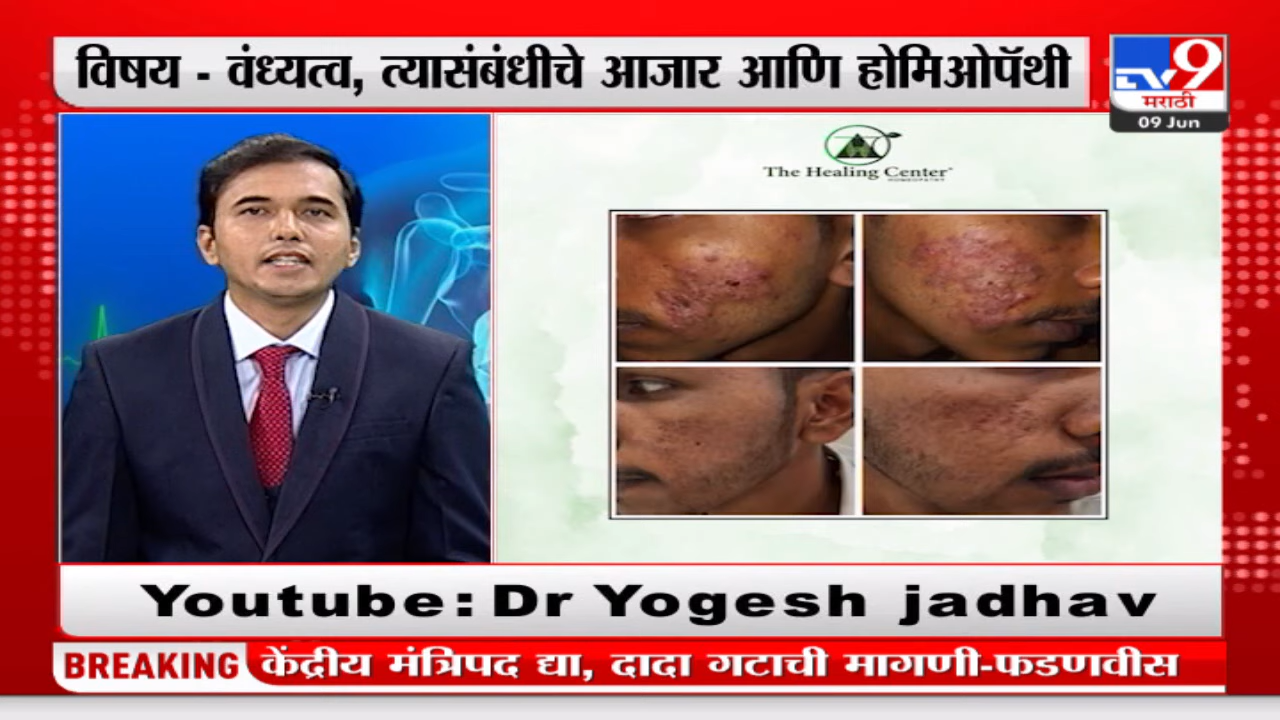 विषय - वंध्यत्व, त्यासंबंधीचे आजार आणि होमिओपॅथी
TV9
मराठी
09 Jun
The Healing Center
HOMEOPATHY
Youtube: Dr Yogesh jadhav
BREAKING केंद्रीय मंत्रिपद द्या, दादा गटाची मागणी-फडणवीस